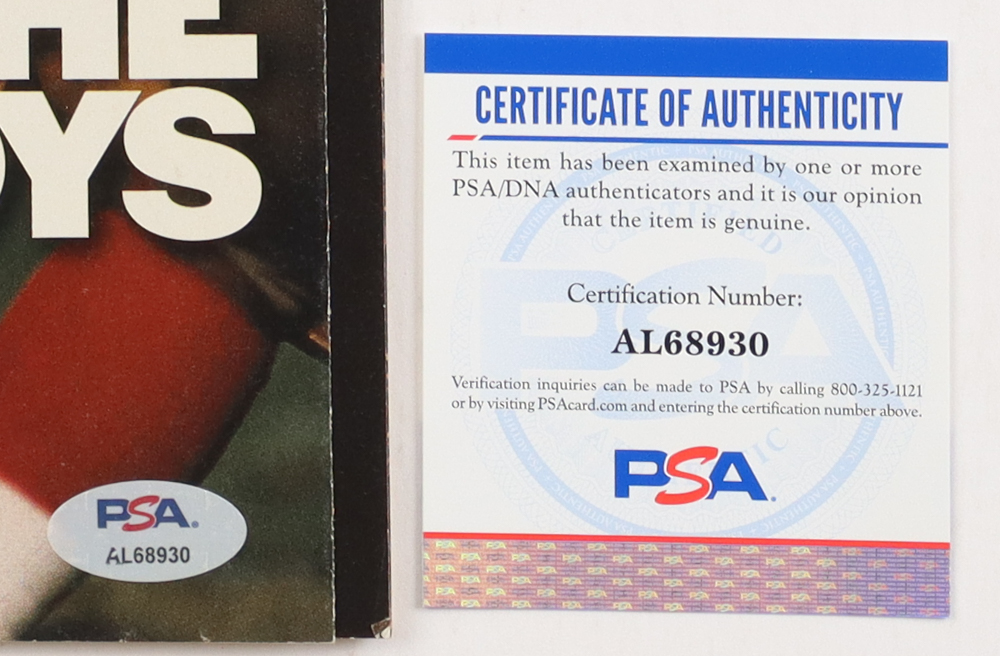 HE
YS
PSA
AL68930
CERTIFICATE OF AUTHENTICITY
This item has been examined by one or more
PSA/DNA authenticators and it is our opinion
that the item is genuine.
Certification Number:
AL68930
Verification inquiries can be made to PSA by calling 800-325-1121
or by visiting PSAcard.com and entering the certification number above.
PSA